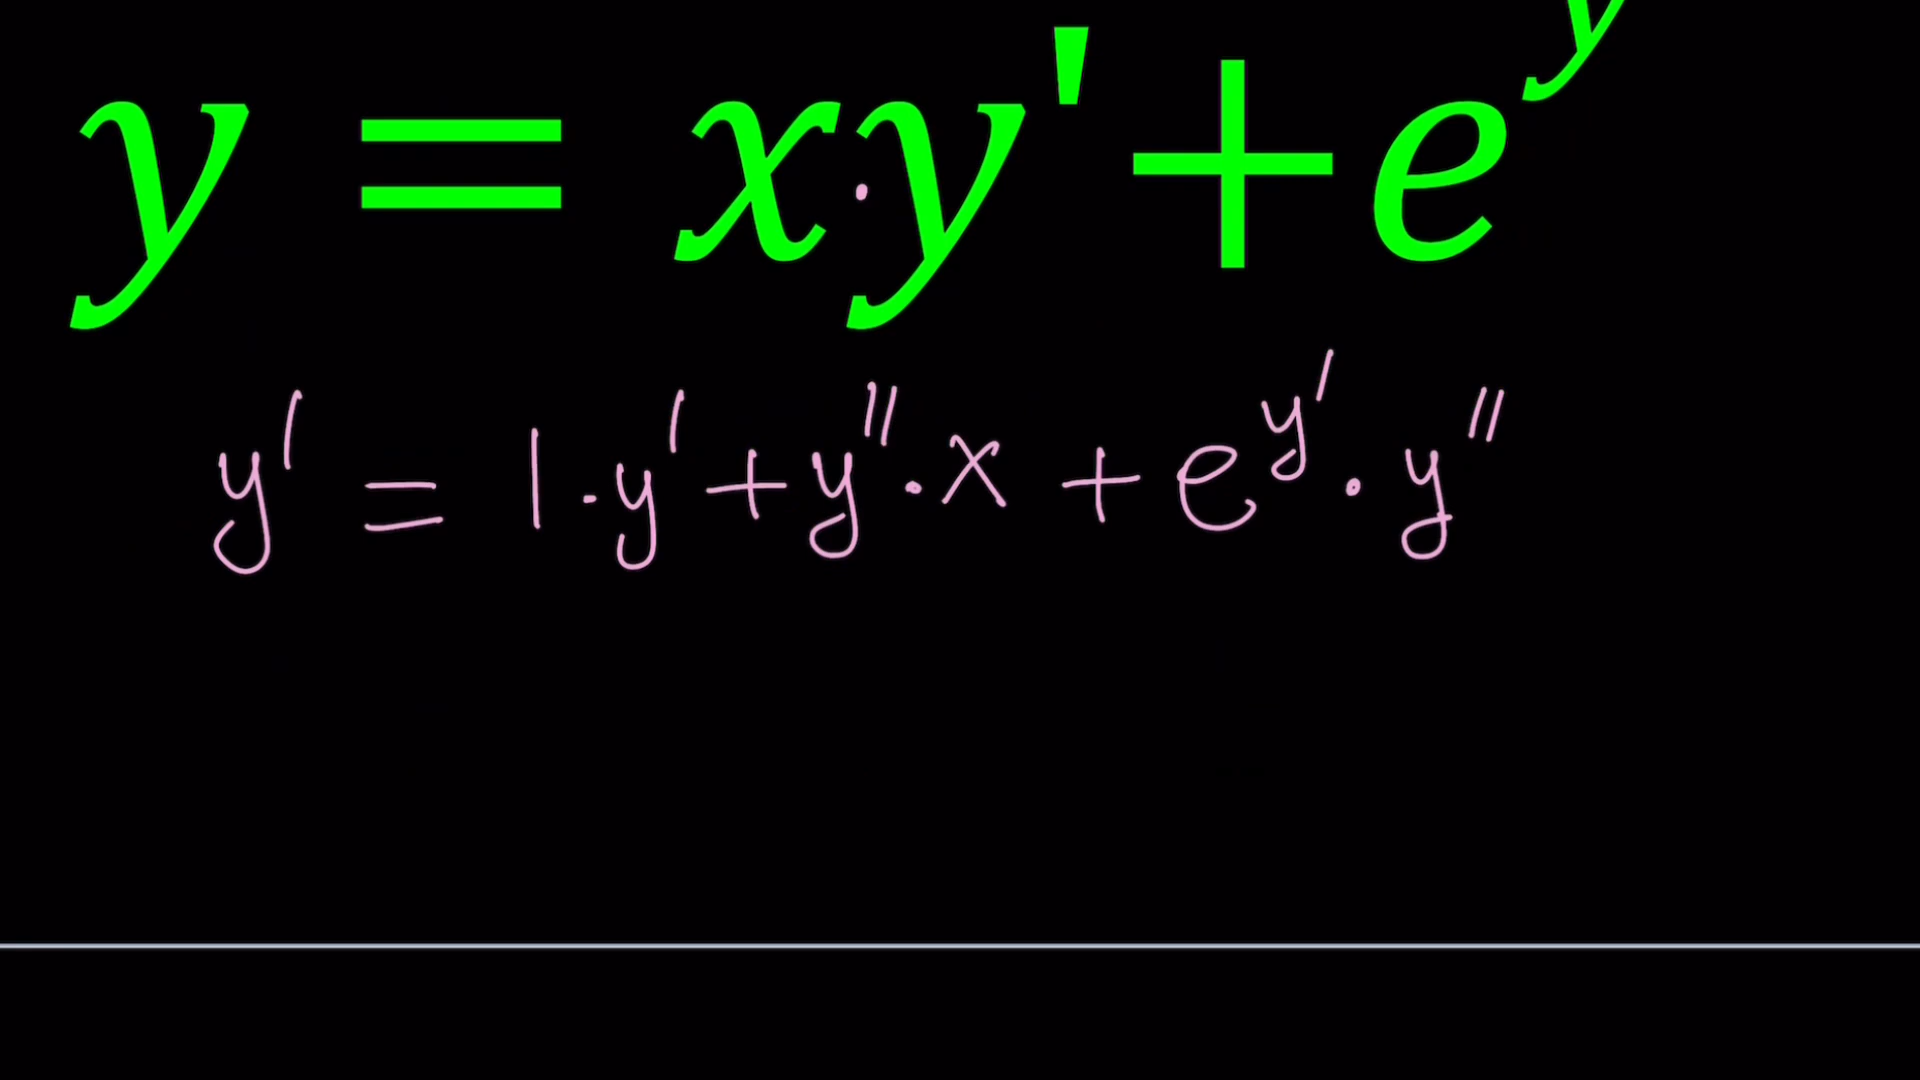 y = x·y' + e^y
y' = 1·y' + y''·x + e^y'·y''